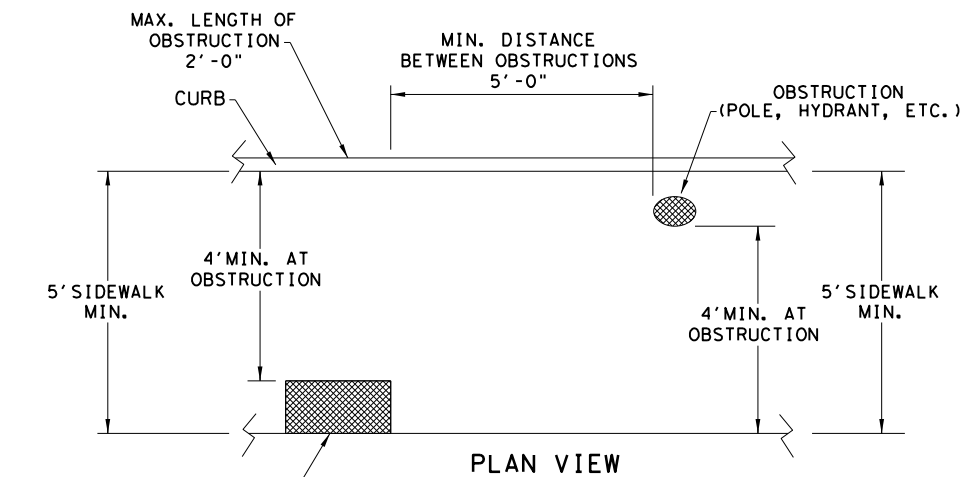 MAX. LENGTH OF
OBSTRUCTION
2'-0"
MIN. DISTANCE
BETWEEN OBSTRUCTIONS
5'-0"
CURB
OBSTRUCTION
(POLE, HYDRANT, ETC.)
4'MIN. AT
OBSTRUCTION
5'SIDEWALK
MIN.
4'MIN. AT
OBSTRUCTION
5'SIDEWALK
MIN.
PLAN VIEW